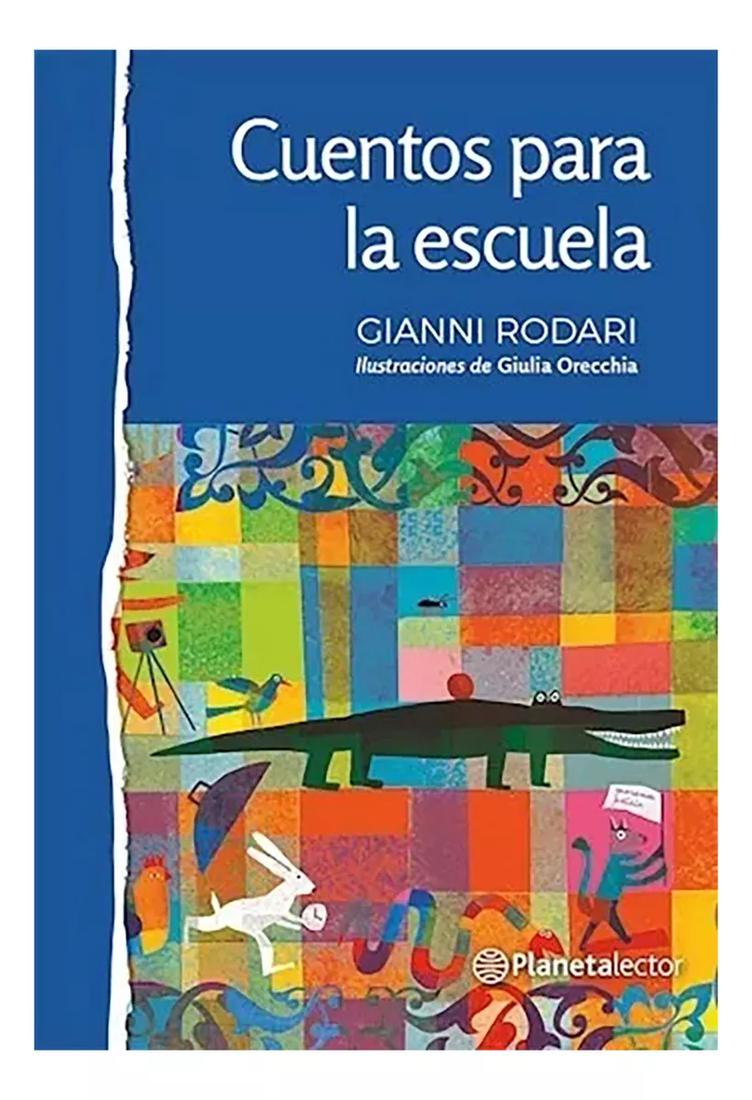 Cuentos para
la escuela
GIANNI RODARI
Ilustraciones de Giulia Orecchia
Planetalector